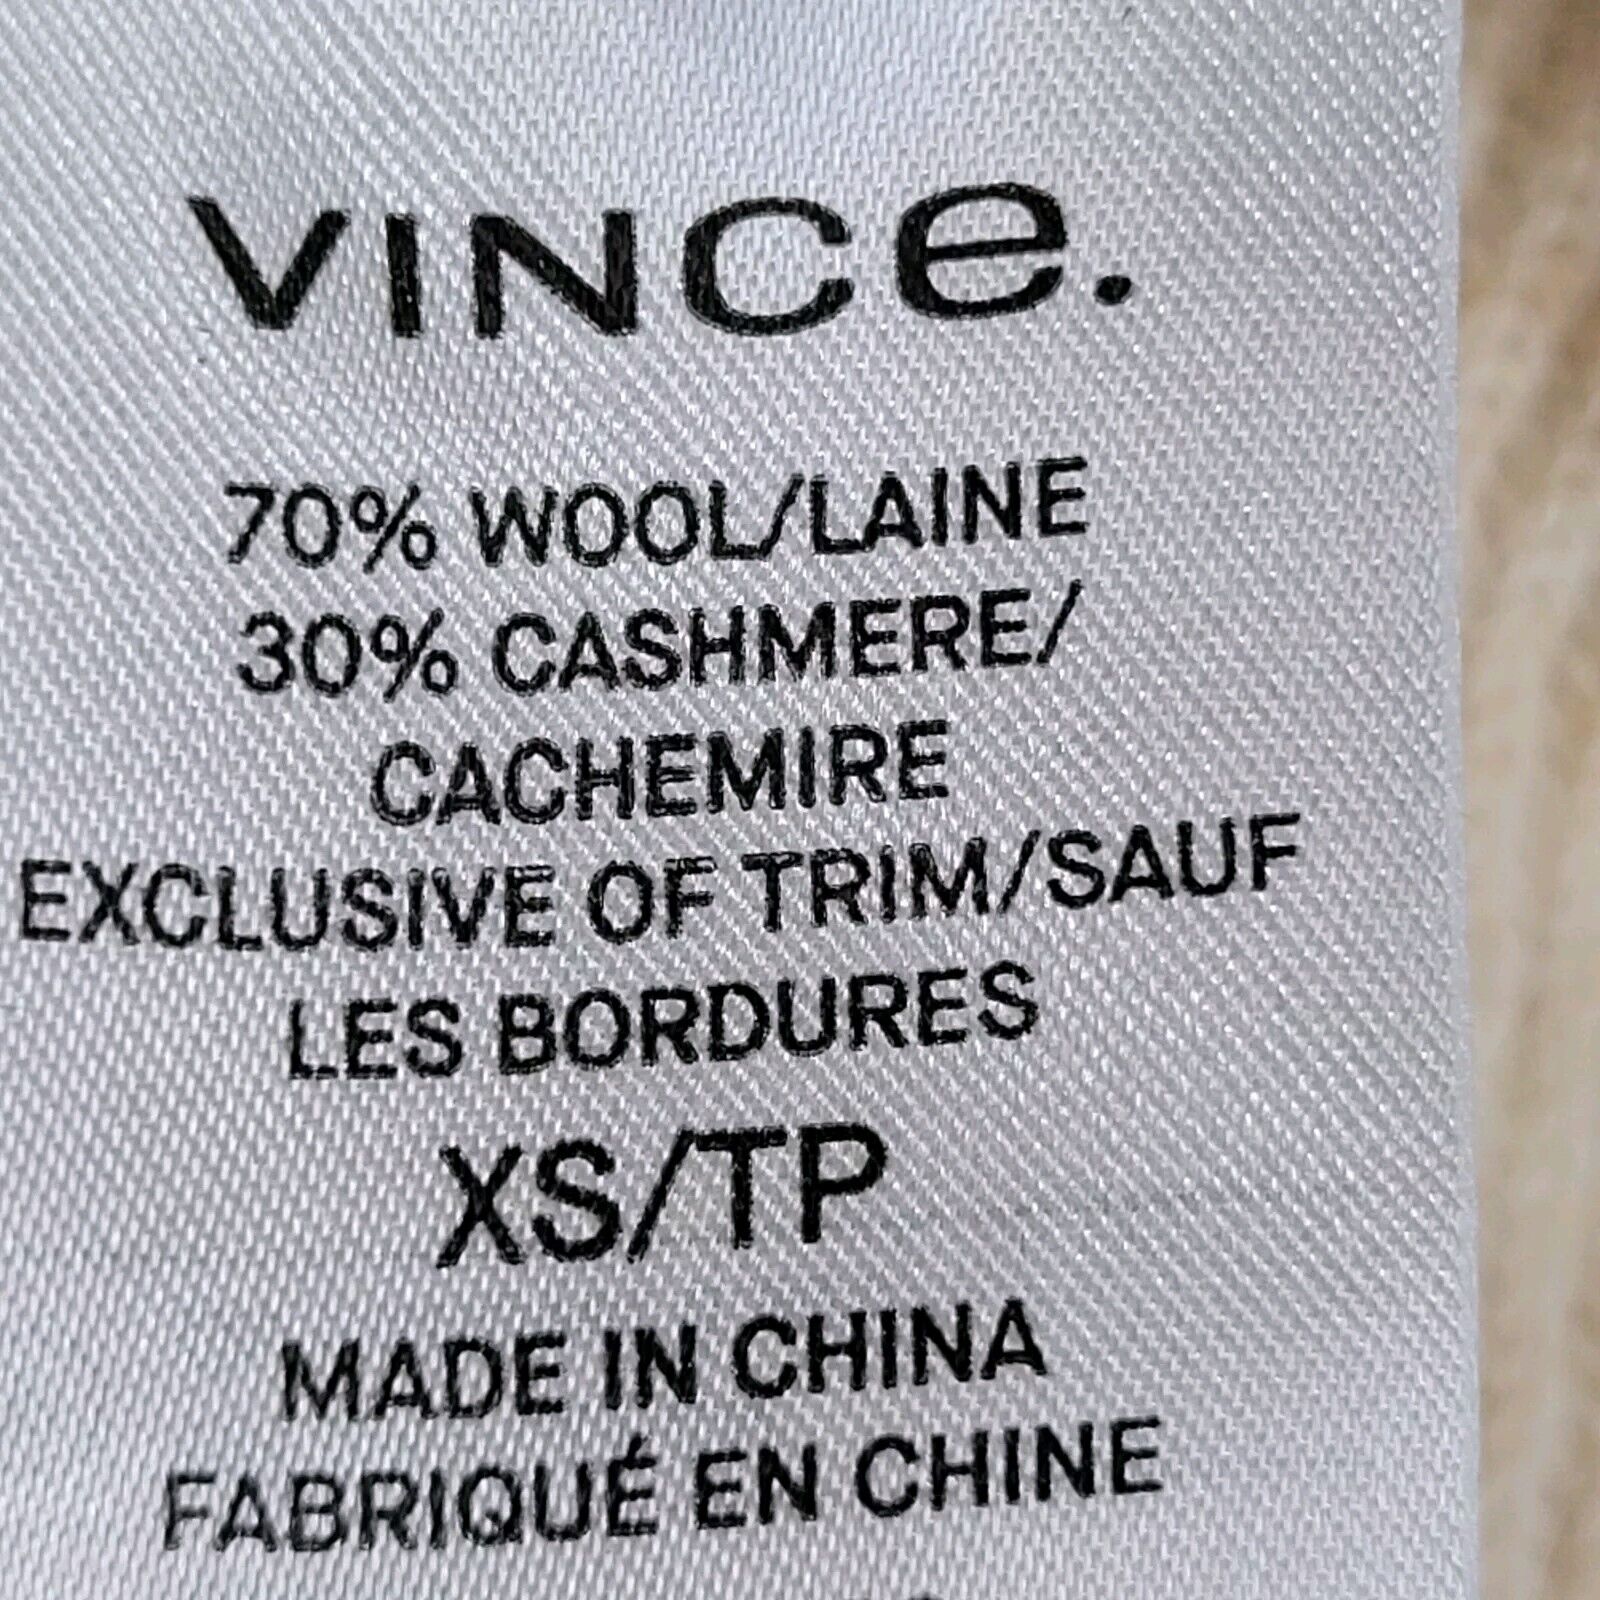 VINCe.
70% WOOL/LAINE
30% CASHMERE/
CACHEMIRE
EXCLUSIVE OF TRIM/SAUF
LES BORDURES
XS/TP
MADE IN CHINA
FABRIQUÉ EN CHINE